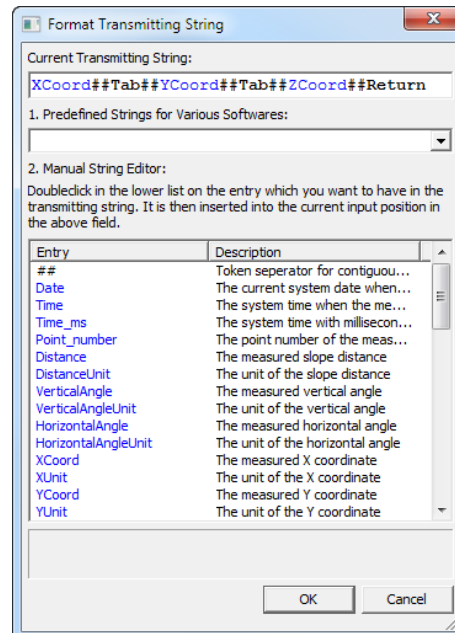 Format Transmitting String
Current Transmitting String:
XCoord##Tab##YCoord##Tab##ZCoord##Return
1. Predefined Strings for Various Softwares:
2. Manual String Editor:
Doubleclick in the lower list on the entry which you want to have in the
transmitting string. It is then inserted into the current input position in
the above field.
Entry Description
## Token seperator for contiguou...
Date The current system date when...
Time The system time when the me...
Time_ms The system time with millisecon...
Point_number The point number of the meas...
Distance The measured slope distance
DistanceUnit The unit of the slope distance
VerticalAngle The measured vertical angle
VerticalAngleUnit The unit of the vertical angle
HorizontalAngle The measured horizontal angle
HorizontalAngleUnit The unit of the horizontal angle
XCoord The measured X coordinate
XUnit The unit of the X coordinate
YCoord The measured Y coordinate
YUnit The unit of the Y coordinate
OK Cancel